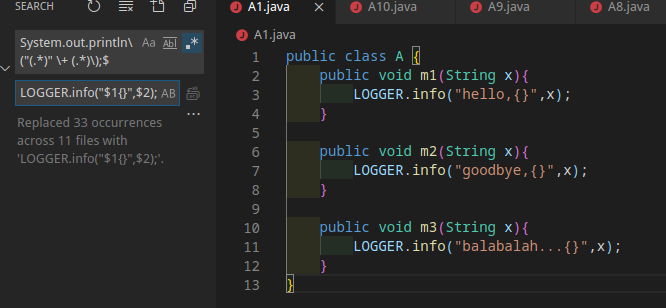 SEARCH
A1.java
A10.java
A9.java
A8.java
System.out.println\
("(.*)" \+ (.*)\);$
Aa
Ab
.*
LOGGER.info("$1{}",$2);
AB
Replaced 33 occurrences
across 11 files with
'LOGGER.info("$1{}",$2);'.
A1.java
1 public class A {
2 public void m1(String x){
3 LOGGER.info("hello,{}",x);
4 }
5
6 public void m2(String x){
7 LOGGER.info("goodbye,{}",x);
8 }
9
10 public void m3(String x){
11 LOGGER.info("balabalah...{}",x);
12 }
13 }